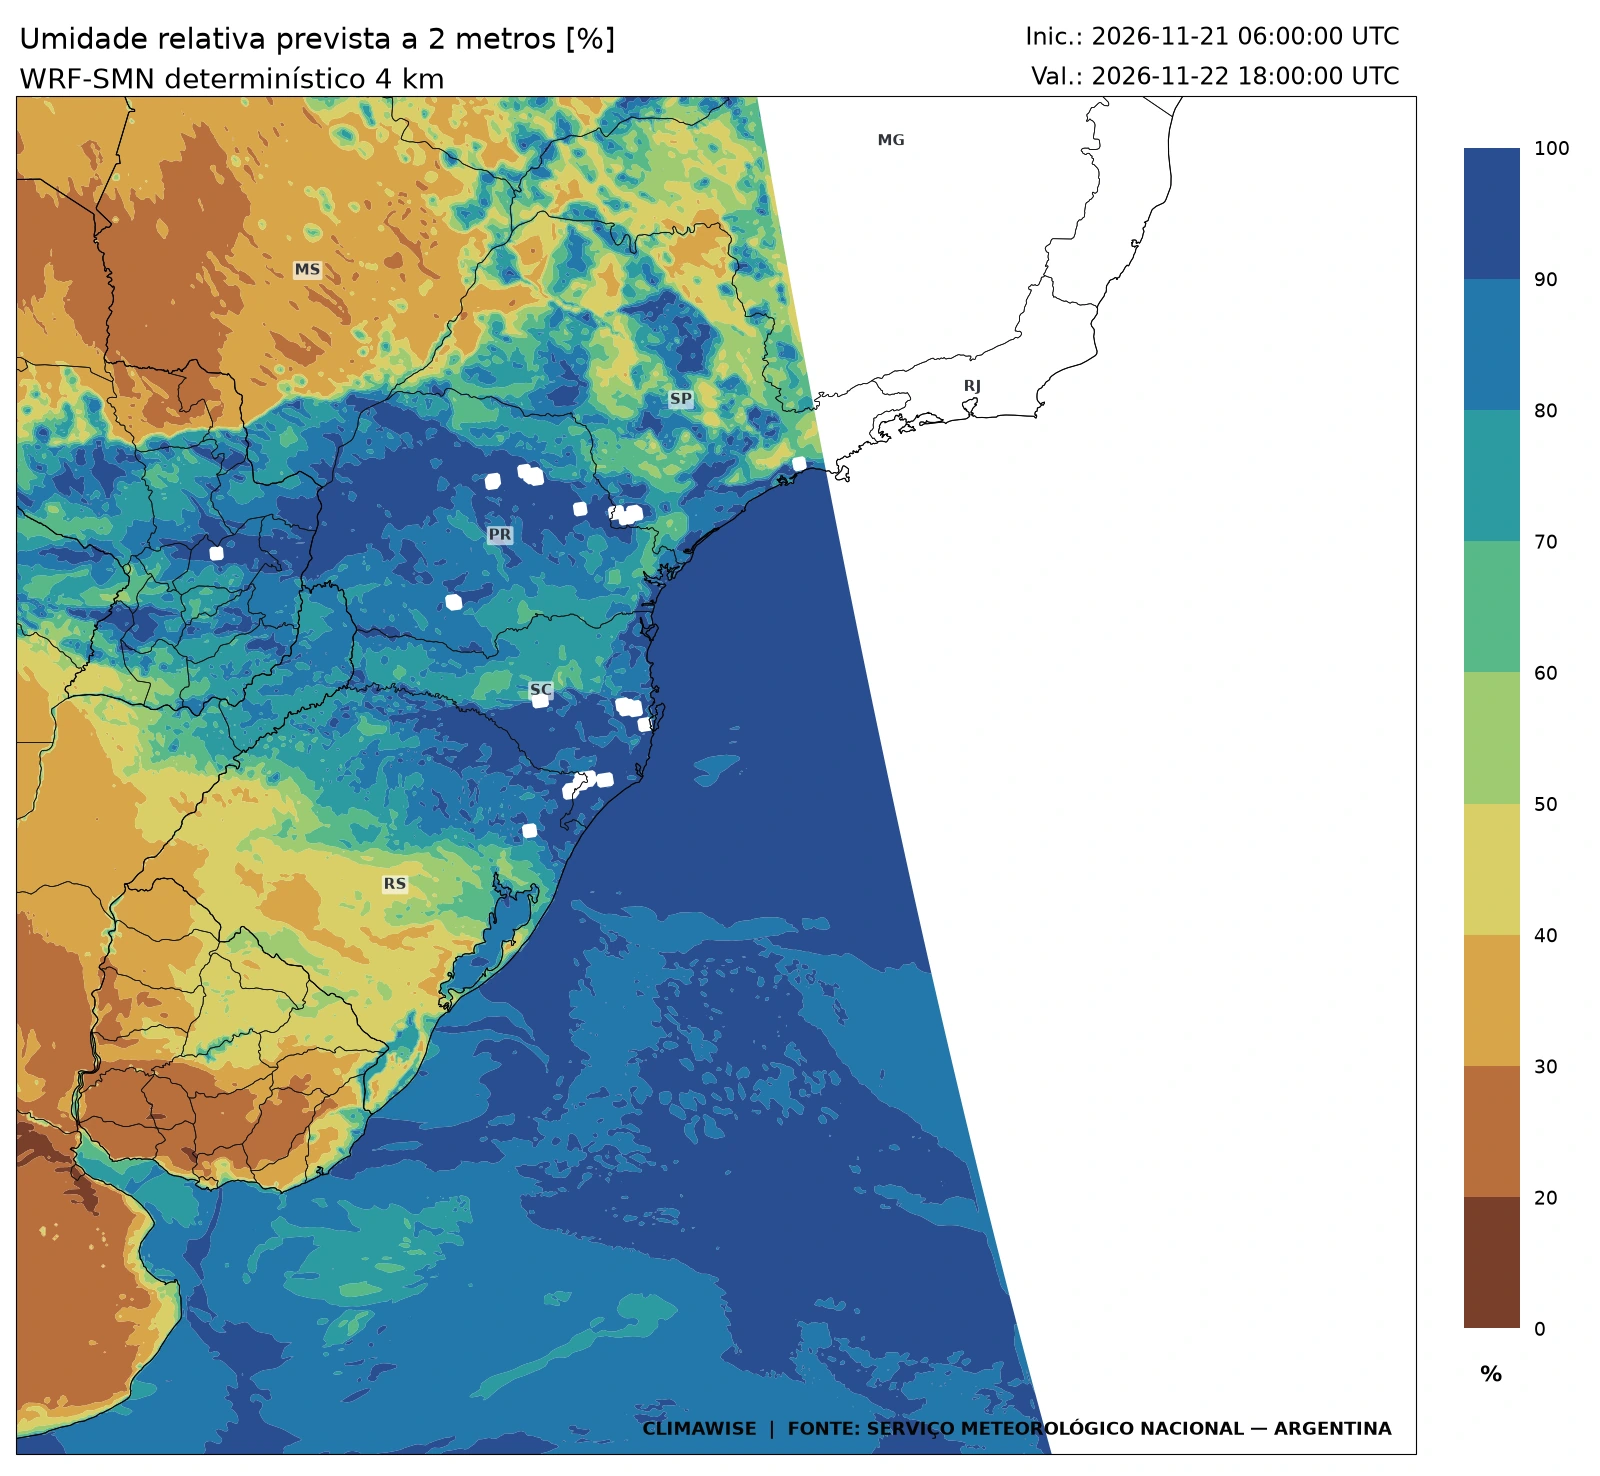 Umidade relativa prevista a 2 metros [%]
WRF-SMN determinístico 4 km
Inic.: 2026-11-21 06:00:00 UTC
Val.: 2026-11-22 18:00:00 UTC
MG
MS
RJ
SP
PR
SC
RS
100
90
80
70
60
50
40
30
20
0
%
CLIMAWISE | FONTE: SERVIÇO METEOROLÓGICO NACIONAL — ARGENTINA